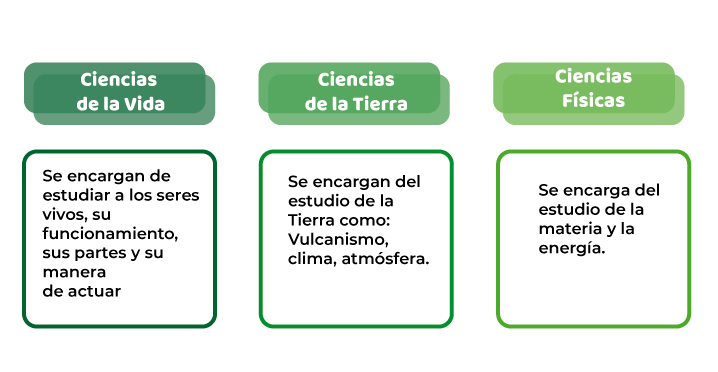 Ciencias
de la Vida
Se encargan de
estudiar a los seres
vivos, su
funcionamiento,
sus partes y su
manera
de actuar
Ciencias
de la Tierra
Se encargan del
estudio de la
Tierra como:
Vulcanismo,
clima, atmósfera.
Ciencias
Físicas
Se encarga del
estudio de la
materia y la
energía.